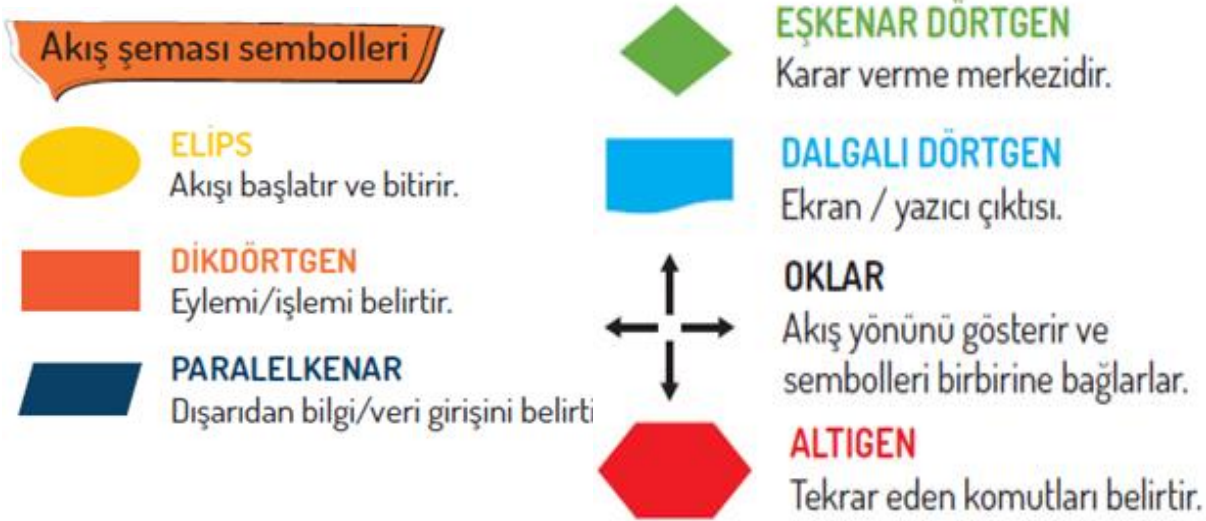 Akış şeması sembolleri
ELİPS
Akışı başlatır ve bitirir.
DİKDÖRTGEN
Eylemi/işlemi belirtir.
PARALELKENAR
Dışarıdan bilgi/veri girişini belirti
EŞKENAR DÖRTGEN
Karar verme merkezidir.
DALGALI DÖRTGEN
Ekran / yazıcı çıktısı.
OKLAR
Akış yönünü gösterir ve
sembolleri birbirine bağlarlar.
ALTIGEN
Tekrar eden komutları belirtir.